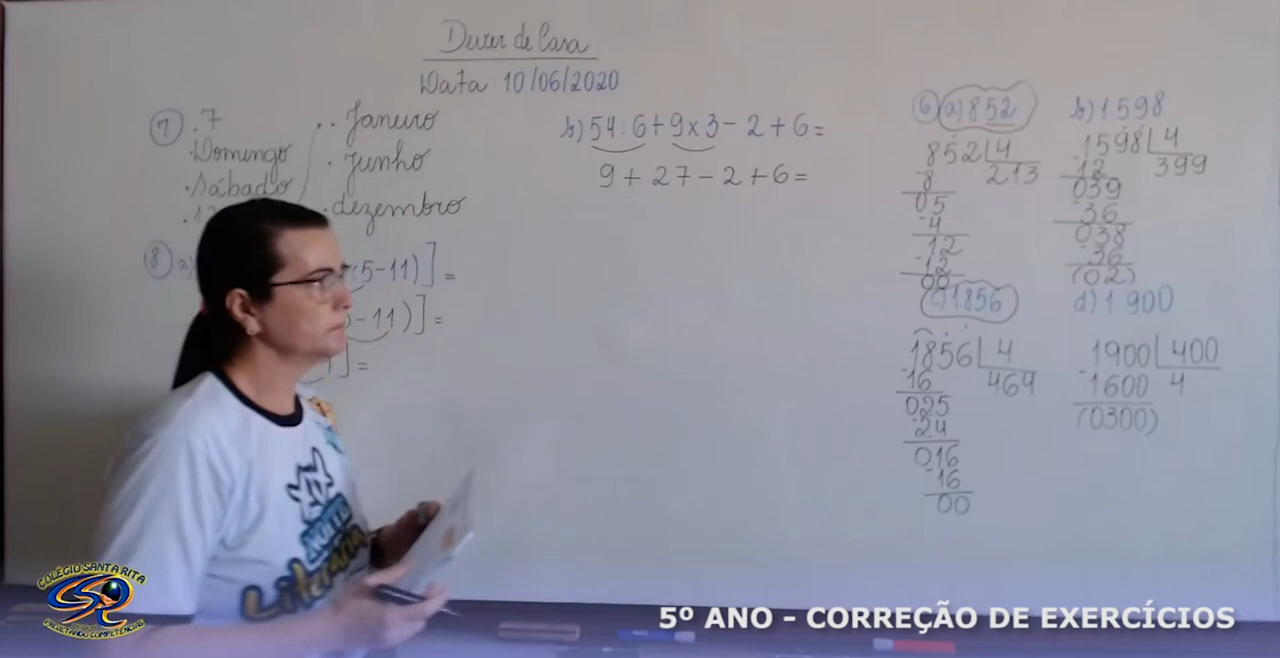 Dever de Casa
Data 10/06/2020
7 . 7
. Domingo
. Sábado
. Janeiro
. Junho
. dezembro
8 a)
(5-11)] =
-11)] =
] =
b) 54:6+9x3-2+6=
9+27-2+6=
6 a) 852
852 4
-8 213
05
-4
12
-12
00
b) 1598
1598 4
-12 399
039
-36
038
-36
(02)
c) 1856
1856 4
-16 464
025
-24
016
-16
00
d) 1 900
1900 400
-1600 4
(0300)
COLÉGIO SANTA RITA
5º ANO - CORREÇÃO DE EXERCÍCIOS